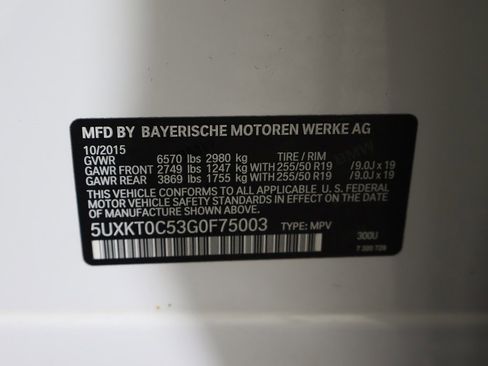 MFD BY BAYERISCHE MOTOREN WERKE AG
10/2015
GVWR 6570 lbs 2980 kg TIRE / RIM
GAWR FRONT 2749 lbs 1247 kg WITH 255/50 R19 /9.0J x 19
GAWR REAR 3869 lbs 1755 kg WITH 255/50 R19 /9.0J x 19
THIS VEHICLE CONFORMS TO ALL APPLICABLE U.S. FEDERAL
MOTOR VEHICLE SAFETY STANDARDS IN EFFECT ON THE
DATE OF MANUFACTURE SHOWN ABOVE.
5UXKT0C53G0F75003 TYPE: MPV 300U